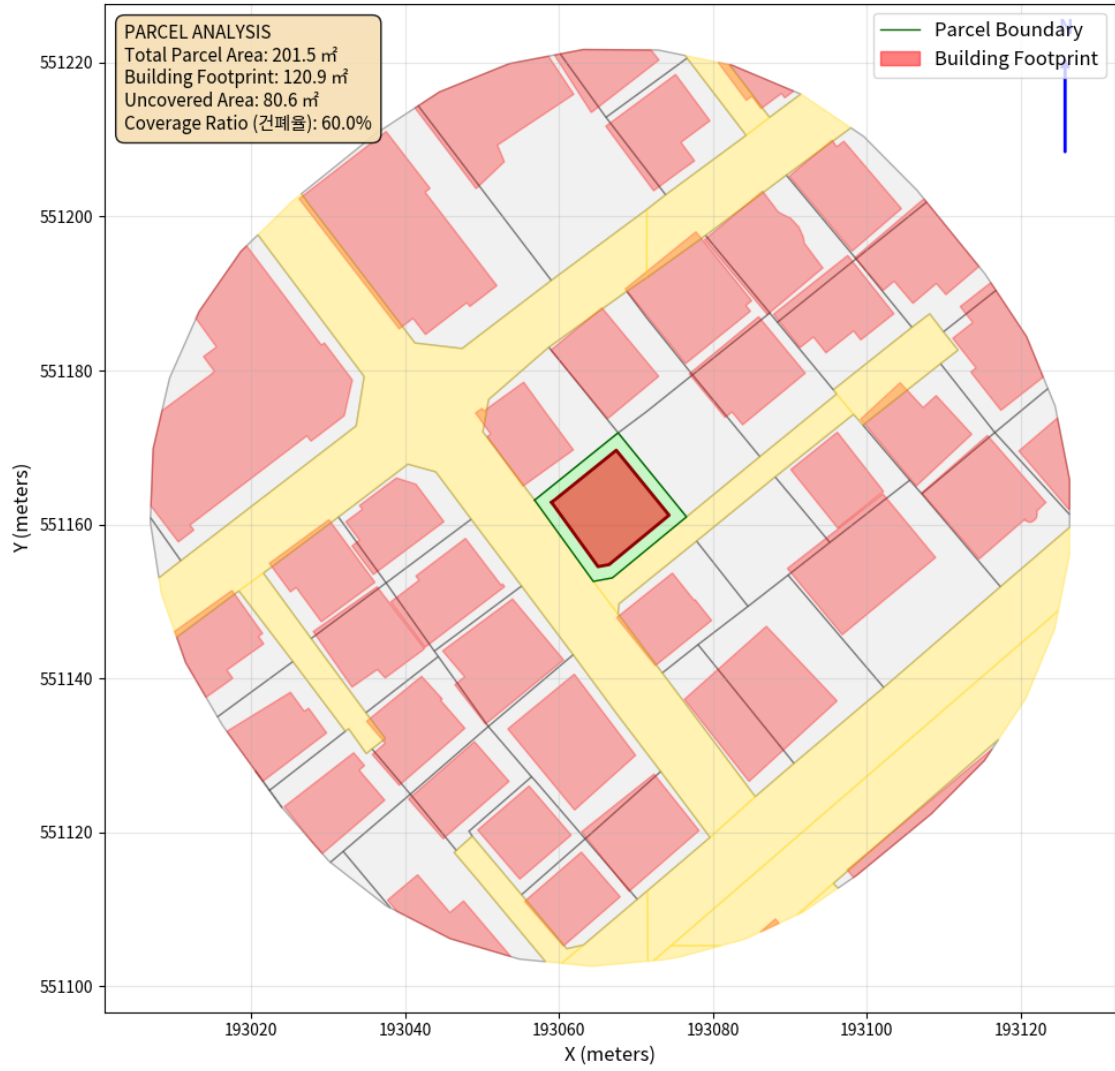 PARCEL ANALYSIS
Total Parcel Area: 201.5 ㎡
Building Footprint: 120.9 ㎡
Uncovered Area: 80.6 ㎡
Coverage Ratio (건폐율): 60.0%
Parcel Boundary
Building Footprint
N
551220
551200
551180
551160
551140
551120
551100
Y (meters)
193020
193040
193060
193080
193100
193120
X (meters)